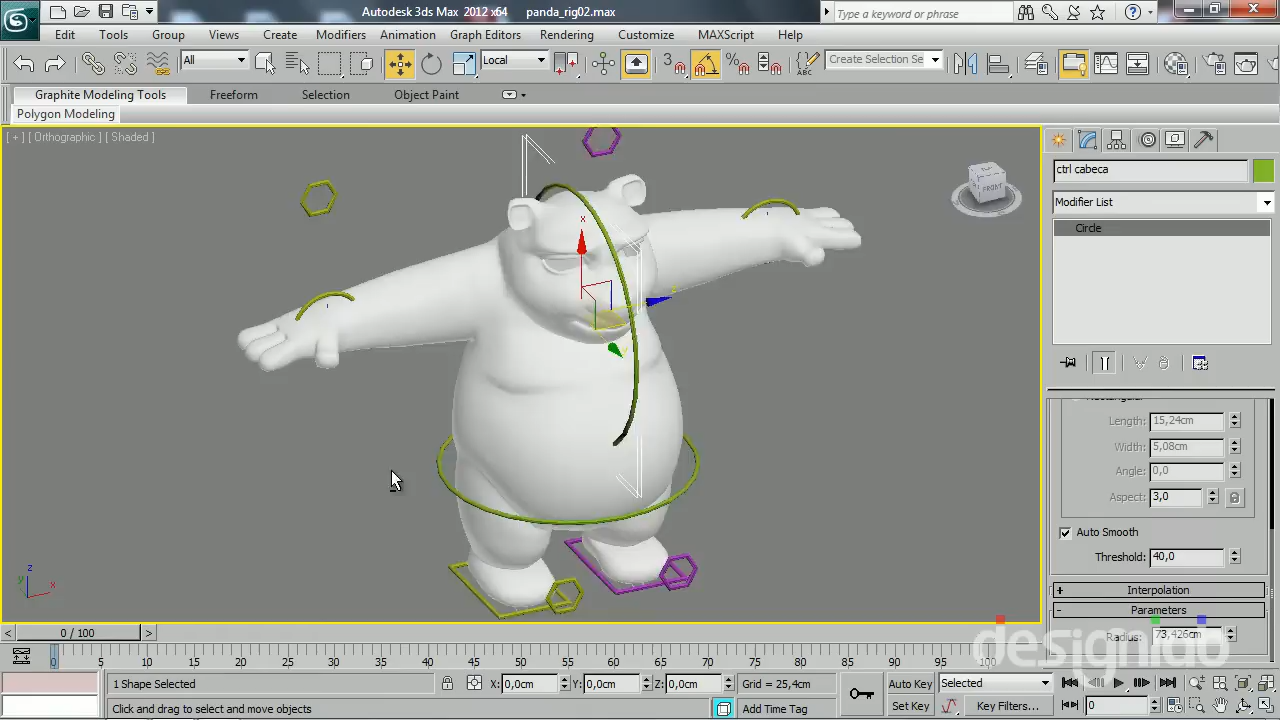 Autodesk 3ds Max 2012 x64 panda_rig02.max
Type a keyword or phrase
Edit Tools Group Views Create Modifiers Animation Graph Editors Rendering Customize MAXScript Help
All Local 3 Create Selection Se
Graphite Modeling Tools Freeform Selection Object Paint
Polygon Modeling
[ + ] [ Orthographic ] [ Shaded ]
FRONT
ctrl cabeca
Modifier List
Circle
x
Length: 15,24cm
Width: 5,08cm
Angle: 0,0
Aspect: 3,0
Auto Smooth
Threshold: 40,0
+ Interpolation
- Parameters
Radius: 73,426cm
designldo
z
y
x
< 0 / 100 >
0 5 10 15 20 25 30 35 40 45 50 55 60 65 70 75 80 85 90 95 100
1 Shape Selected X: 0,0cm Y: 0,0cm Z: 0,0cm Grid = 25,4cm Auto Key Selected
Click and drag to select and move objects Add Time Tag Set Key Key Filters... 0